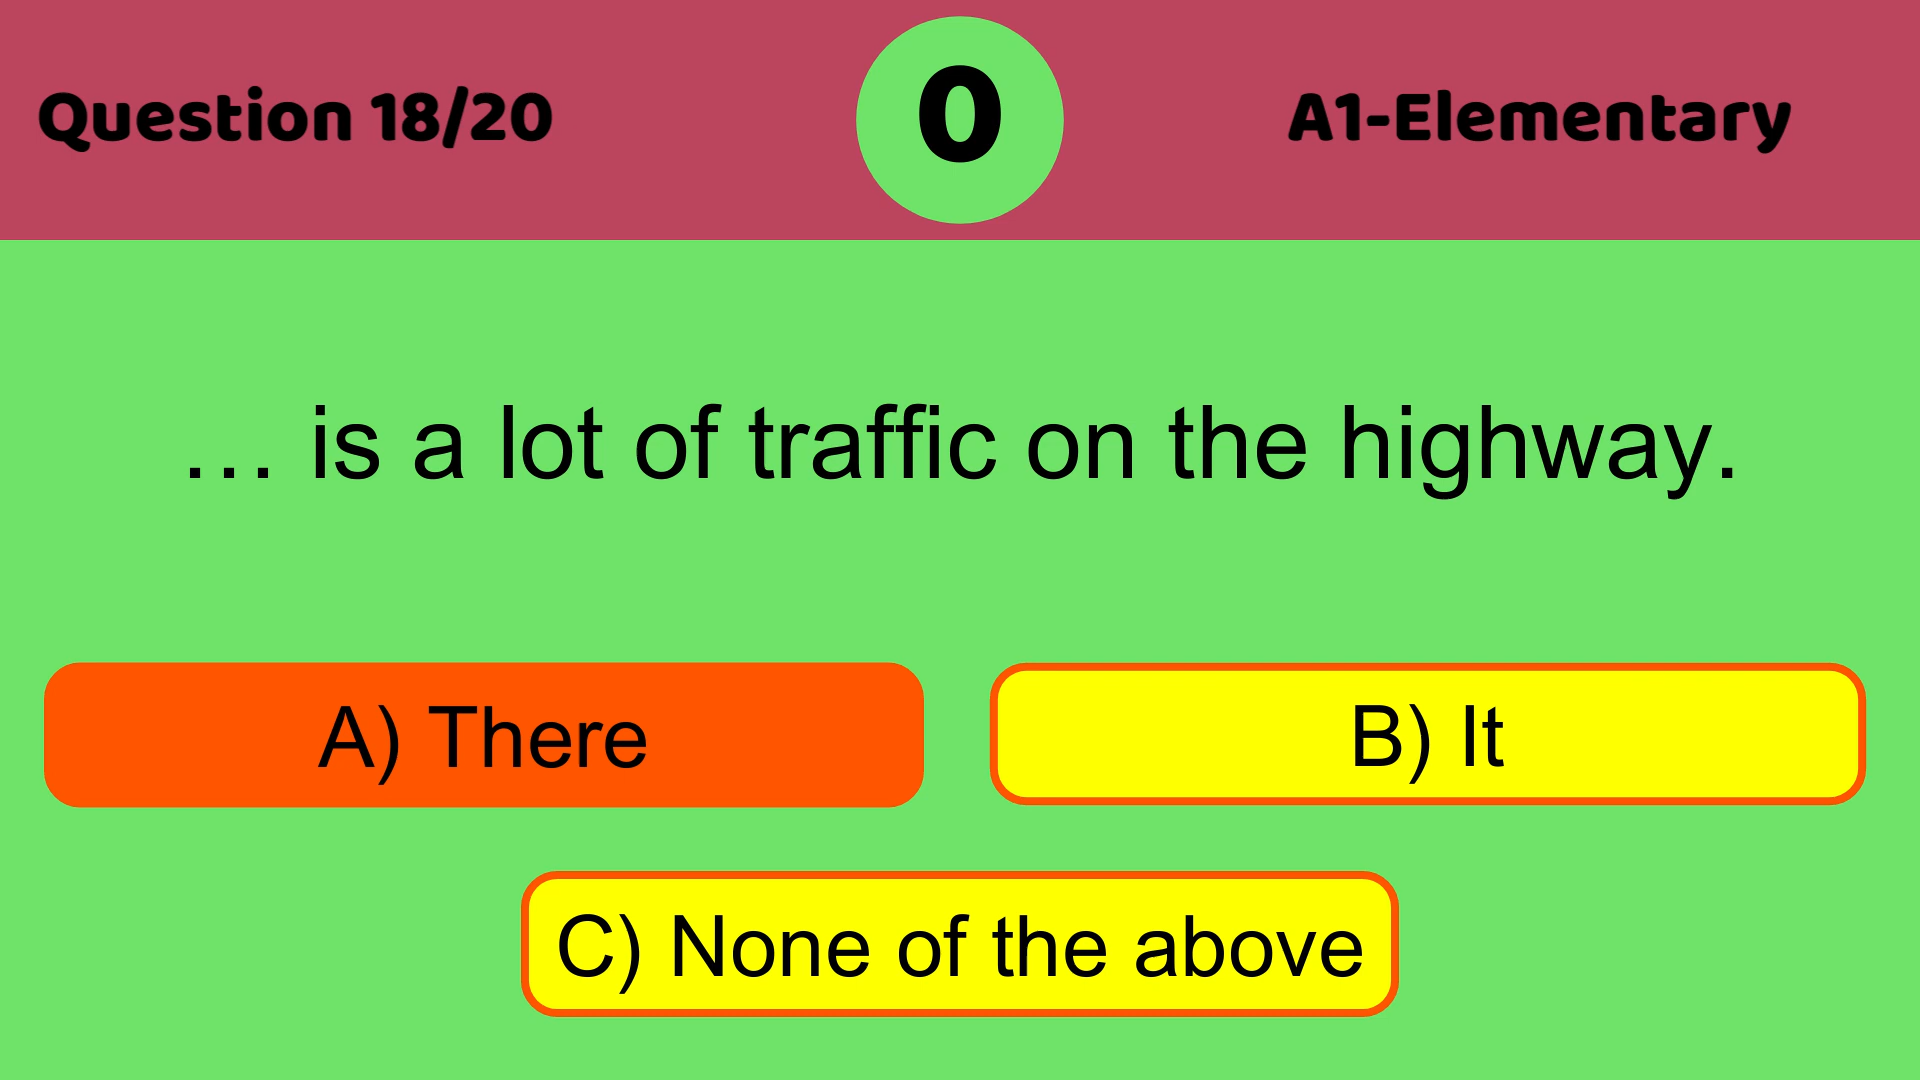 Question 18/20
0
A1-Elementary
… is a lot of traffic on the highway.
A) There
B) It
C) None of the above